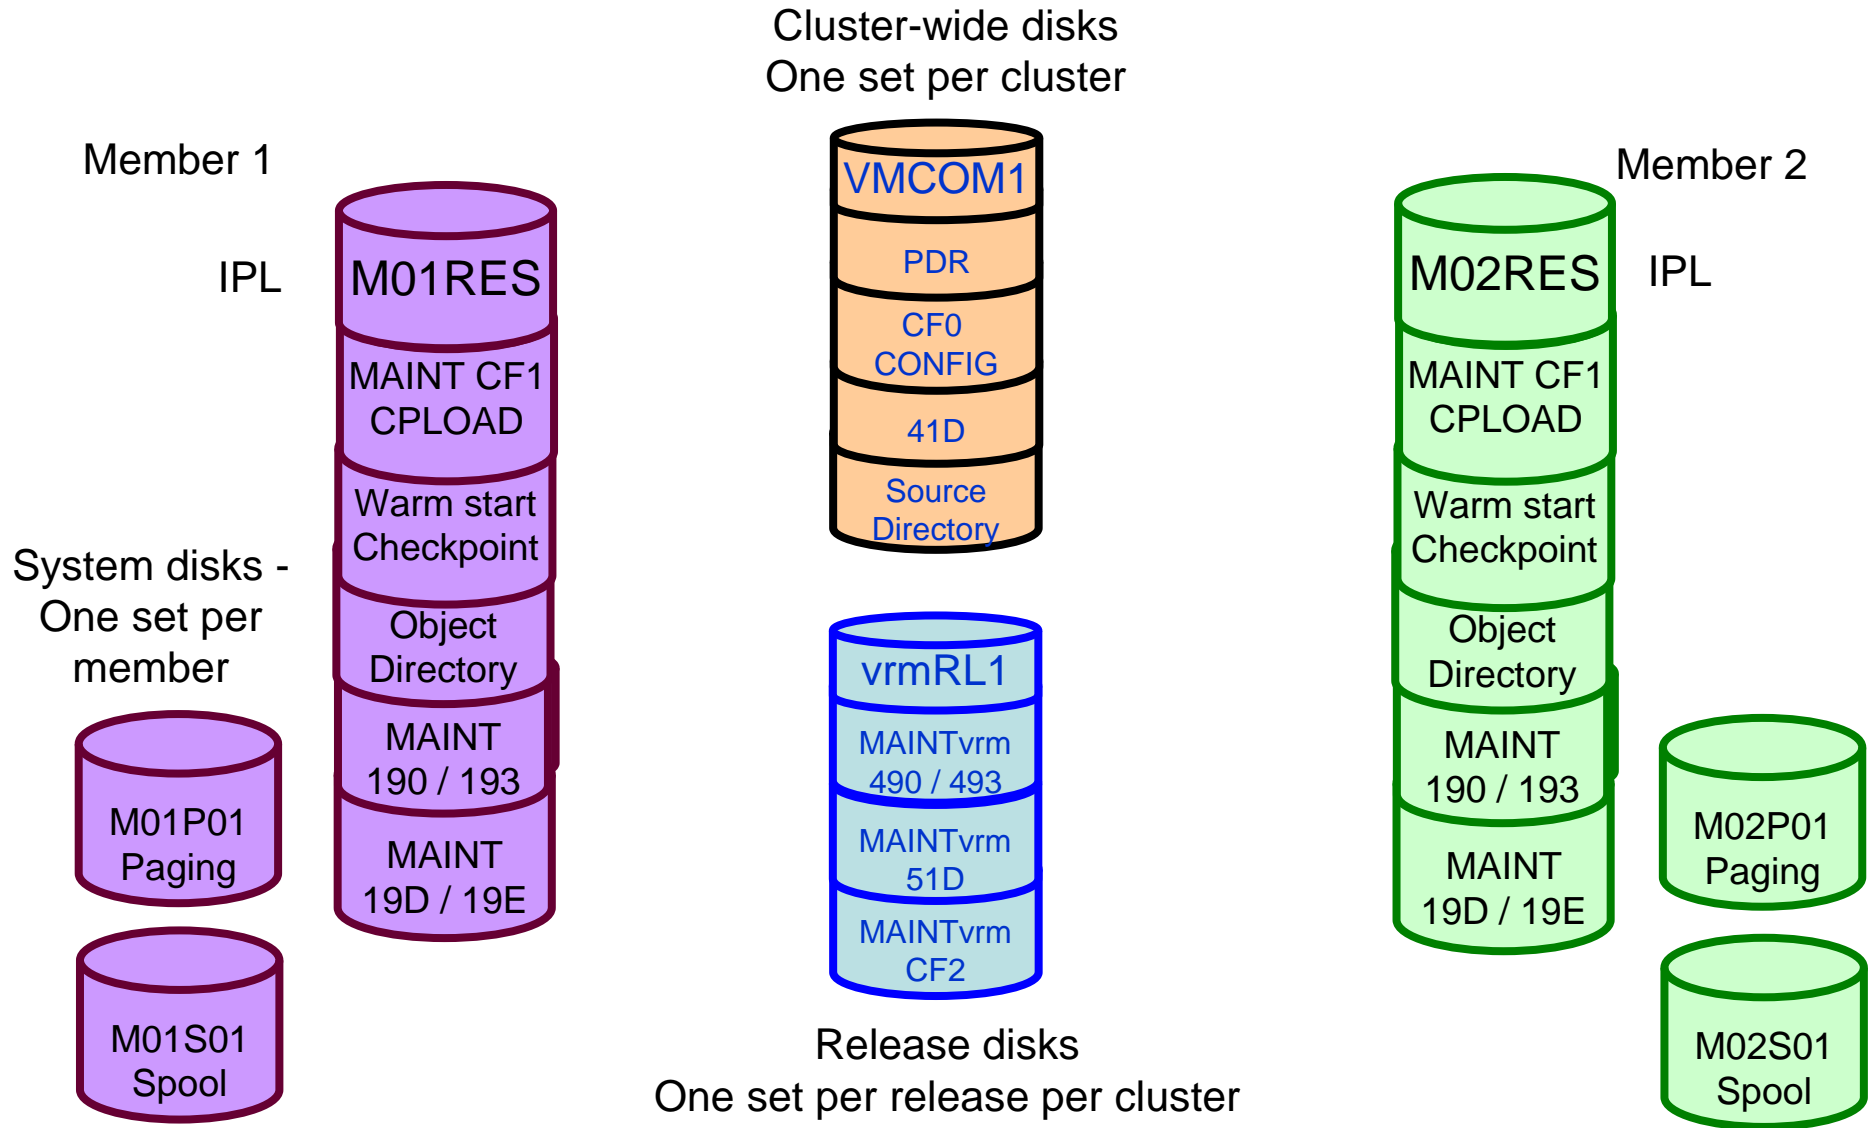 Cluster-wide disks
One set per cluster
Member 1
IPL
M01RES
MAINT CF1
CPLOAD
Warm start
Checkpoint
Object
Directory
MAINT
190 / 193
MAINT
19D / 19E
System disks -
One set per
member
M01P01
Paging
M01S01
Spool
VMCOM1
PDR
CF0
CONFIG
41D
Source
Directory
vrmRL1
MAINTvrm
490 / 493
MAINTvrm
51D
MAINTvrm
CF2
Release disks
One set per release per cluster
Member 2
M02RES
IPL
MAINT CF1
CPLOAD
Warm start
Checkpoint
Object
Directory
MAINT
190 / 193
MAINT
19D / 19E
M02P01
Paging
M02S01
Spool